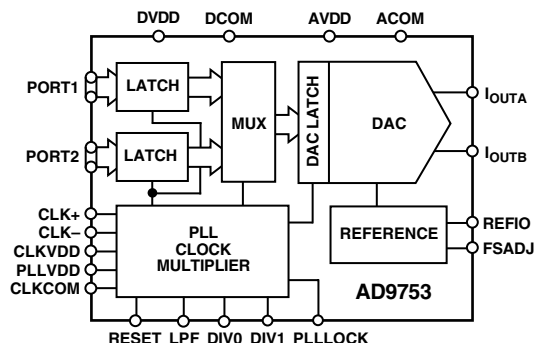 DVDD DCOM AVDD ACOM
PORT1
LATCH
PORT2
LATCH
MUX
DAC LATCH
DAC
IOUTA
IOUTB
CLK+
CLK–
CLKVDD
PLLVDD
CLKCOM
PLL
CLOCK
MULTIPLIER
REFERENCE
REFIO
FSADJ
AD9753
RESET LPF DIV0 DIV1 PLLLOCK